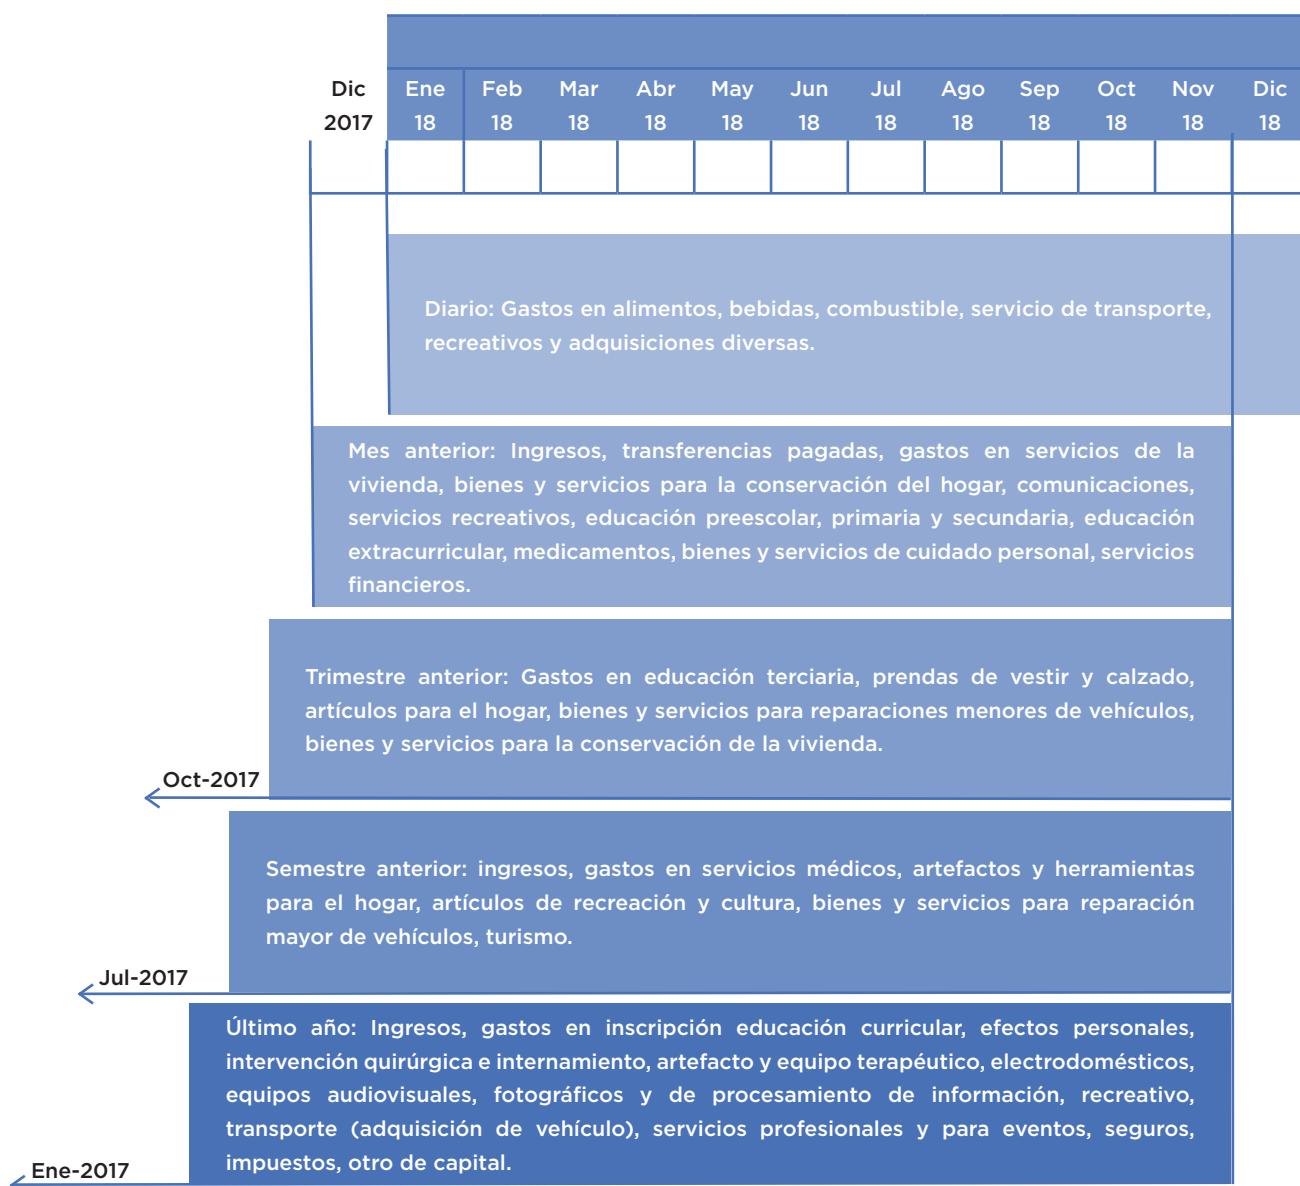 Dic Ene Feb Mar Abr May Jun Jul Ago Sep Oct Nov Dic
2017 18 18 18 18 18 18 18 18 18 18 18 18
Diario: Gastos en alimentos, bebidas, combustible, servicio de transporte,
recreativos y adquisiciones diversas.
Mes anterior: Ingresos, transferencias pagadas, gastos en servicios de la
vivienda, bienes y servicios para la conservación del hogar, comunicaciones,
servicios recreativos, educación preescolar, primaria y secundaria, educación
extracurricular, medicamentos, bienes y servicios de cuidado personal, servicios
financieros.
Trimestre anterior: Gastos en educación terciaria, prendas de vestir y calzado,
artículos para el hogar, bienes y servicios para reparaciones menores de vehículos,
bienes y servicios para la conservación de la vivienda.
Oct-2017
Semestre anterior: ingresos, gastos en servicios médicos, artefactos y herramientas
para el hogar, artículos de recreación y cultura, bienes y servicios para reparación
mayor de vehículos, turismo.
Jul-2017
Último año: Ingresos, gastos en inscripción educación curricular, efectos personales,
intervención quirúrgica e internamiento, artefacto y equipo terapéutico, electrodomésticos,
equipos audiovisuales, fotográficos y de procesamiento de información, recreativo,
transporte (adquisición de vehículo), servicios profesionales y para eventos, seguros,
impuestos, otro de capital.
Ene-2017